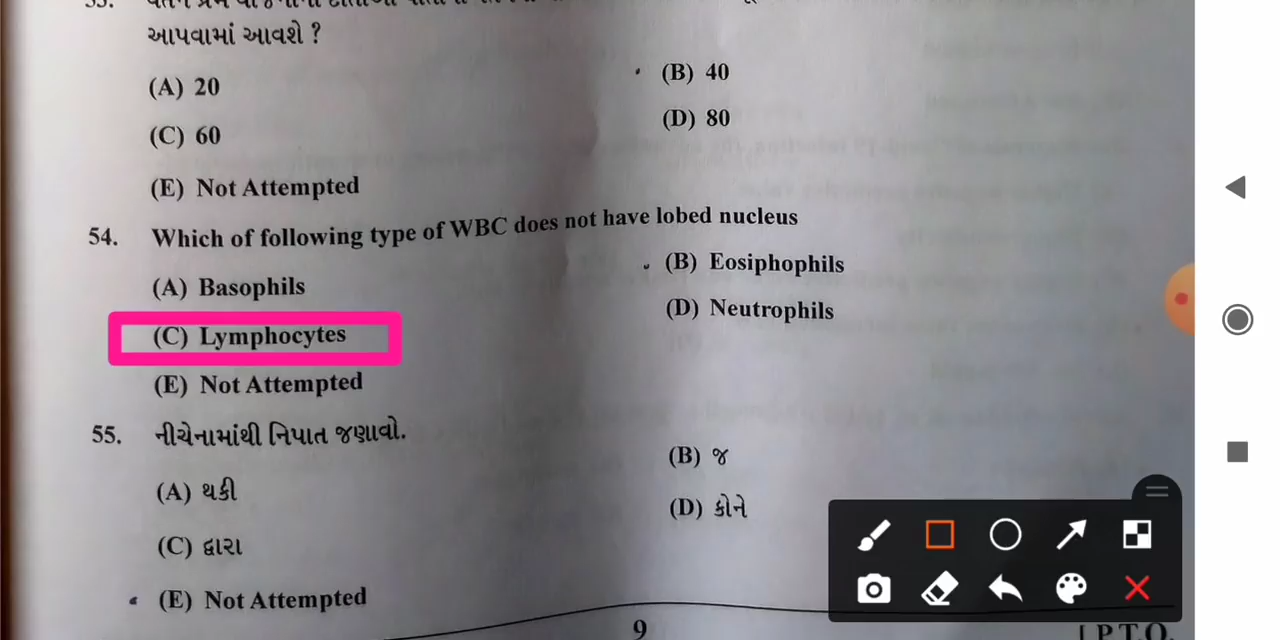 આપવામાં આવશે ?
(A) 20
(B) 40
(C) 60
(D) 80
(E) Not Attempted
54. Which of following type of WBC does not have lobed nucleus
(A) Basophils
(B) Eosiphophils
(C) Lymphocytes
(D) Neutrophils
(E) Not Attempted
55. નીચેનામાંથી નિપાત જણાવો.
(A) થકી
(B) જ
(C) દ્વારા
(D) કોને
(E) Not Attempted
9
[ P.T.O.